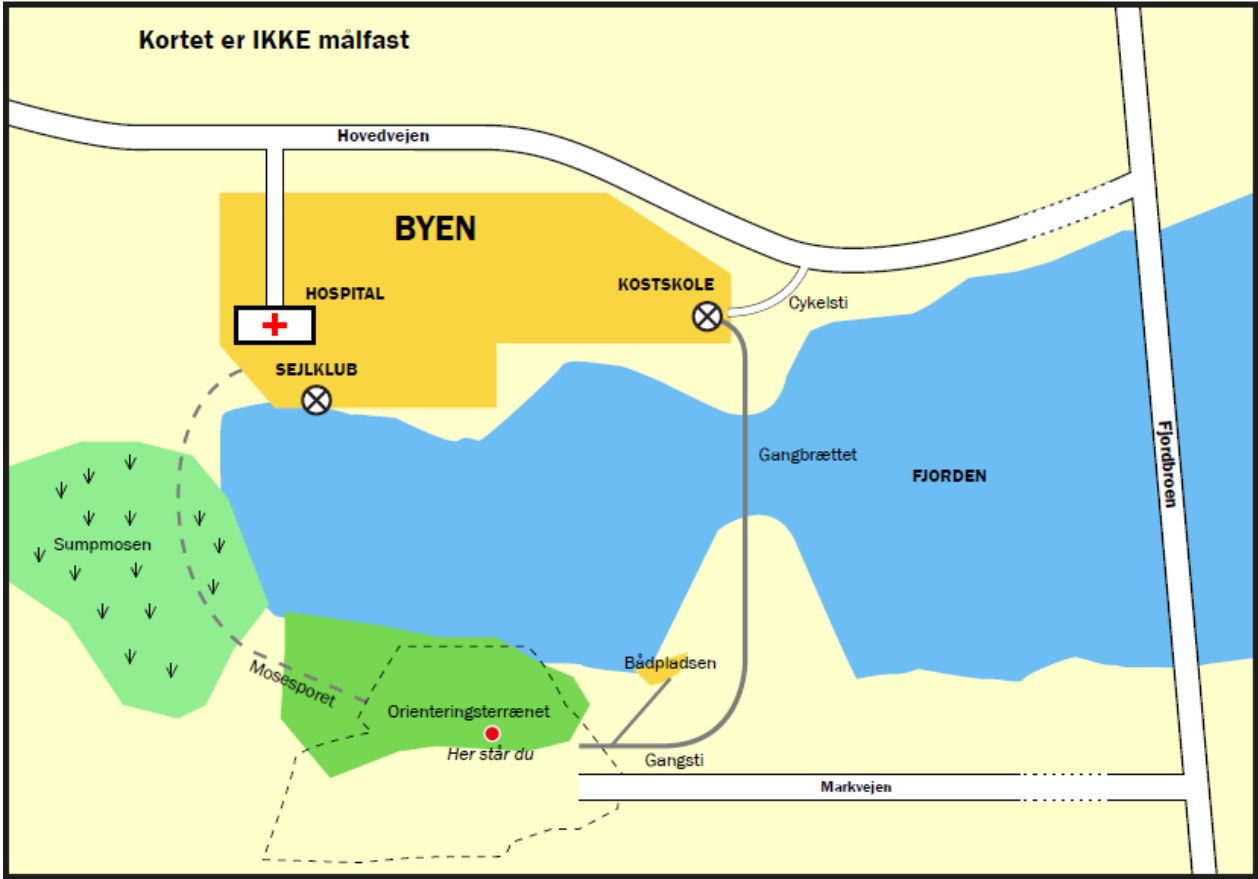 Kortet er IKKE målfast
Hovedvejen
BYEN
KOSTSKOLE
HOSPITAL
Cykelsti
SEJLKLUB
Gangbrættet
FJORDEN
Fjordbroen
Sumpmosen
Bådpladsen
Mosesporet
Orienteringsterrænet
Her står du
Gangsti
Markvejen